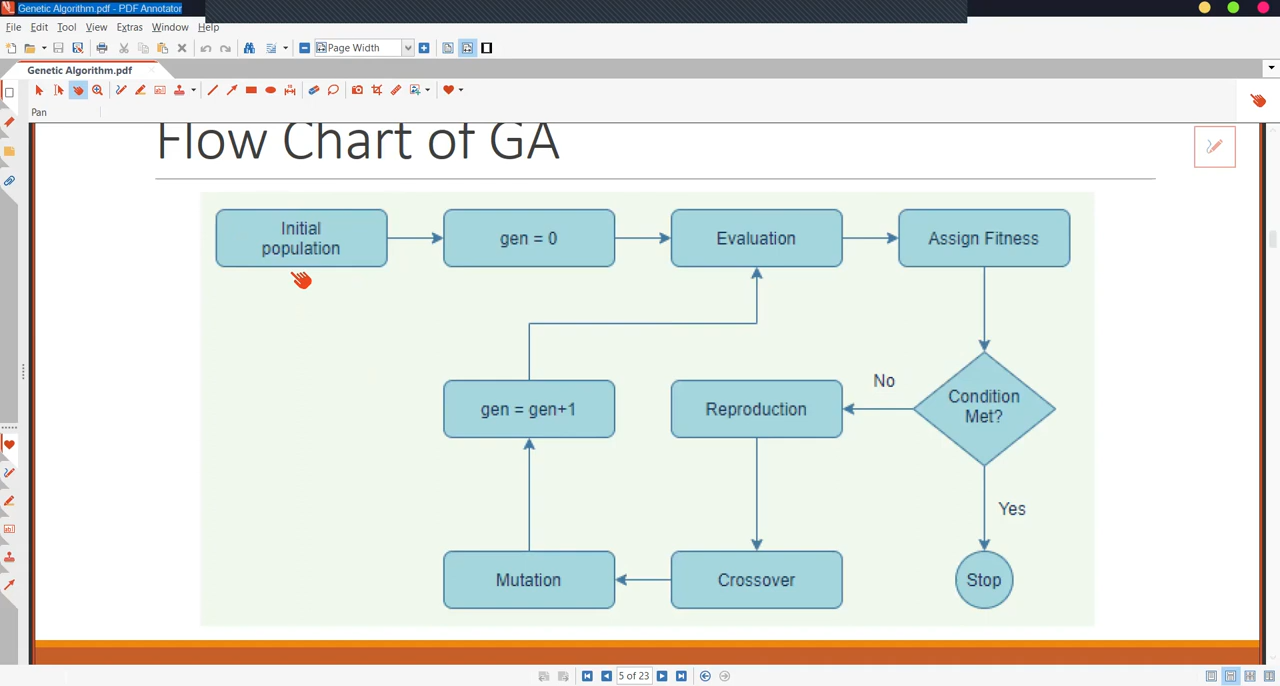 Genetic Algorithm.pdf - PDF Annotator
File Edit Tool View Extras Window Help
Page Width
Genetic Algorithm.pdf
Pan
Flow Chart of GA
Initial
population
gen = 0
Evaluation
Assign Fitness
Condition
Met?
No
Reproduction
gen = gen+1
Yes
Mutation
Crossover
Stop
5 of 23